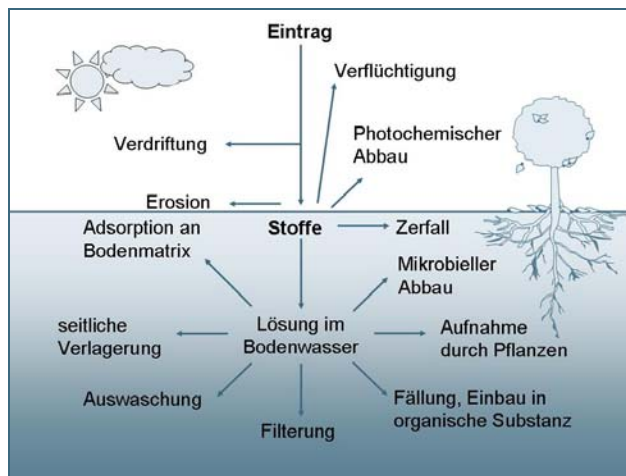 Eintrag
Verflüchtigung
Verdriftung
Photochemischer
Abbau
Erosion
Stoffe
Zerfall
Adsorption an
Bodenmatrix
Mikrobieller
Abbau
seitliche
Verlagerung
Lösung im
Bodenwasser
Aufnahme
durch Pflanzen
Auswaschung
Filterung
Fällung, Einbau in
organische Substanz